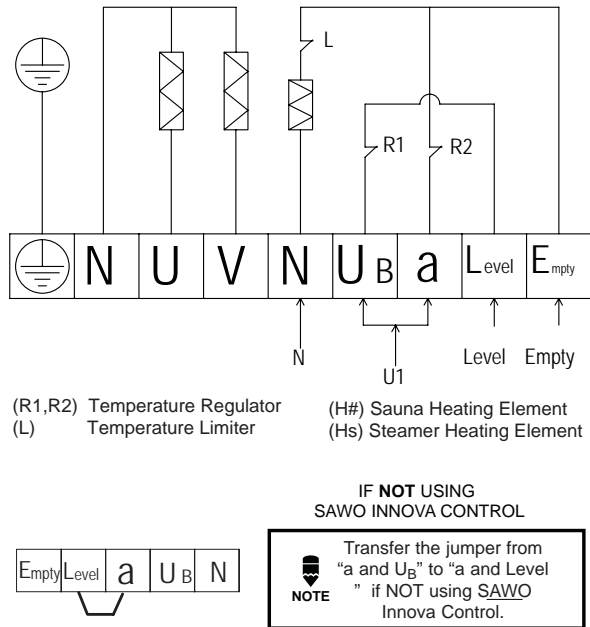 L
R1
R2
N U V N UB a Level Empty
N
U1
Level
Empty
(R1,R2) Temperature Regulator
(L) Temperature Limiter
(H#) Sauna Heating Element
(Hs) Steamer Heating Element
IF NOT USING
SAWO INNOVA CONTROL
Empty Level a UB N
NOTE
Transfer the jumper from
“a and UB” to “a and Level
” if NOT using SAWO
Innova Control.